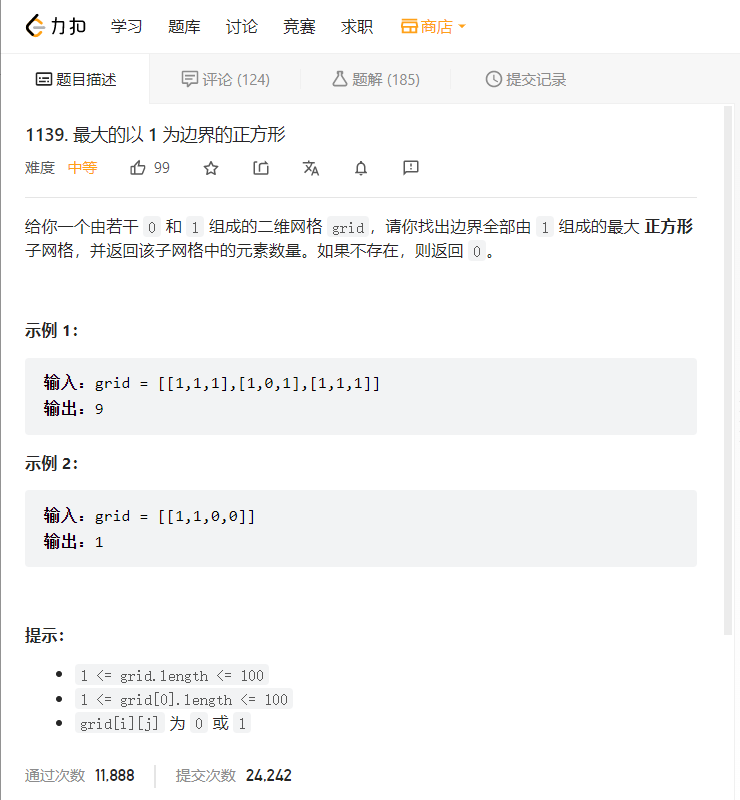 力扣 学习 题库 讨论 竞赛 求职 商店
题目描述 评论 (124) 题解 (185) 提交记录
1139. 最大的以 1 为边界的正方形
难度 中等 99
给你一个由若干 0 和 1 组成的二维网格 grid，请你找出边界全部由 1 组成的最大 正方形
子网格，并返回该子网格中的元素数量。如果不存在，则返回 0。
示例 1：
输入：grid = [[1,1,1],[1,0,1],[1,1,1]]
输出：9
示例 2：
输入：grid = [[1,1,0,0]]
输出：1
提示：
1 <= grid.length <= 100
1 <= grid[0].length <= 100
grid[i][j] 为 0 或 1
通过次数 11,888 提交次数 24,242